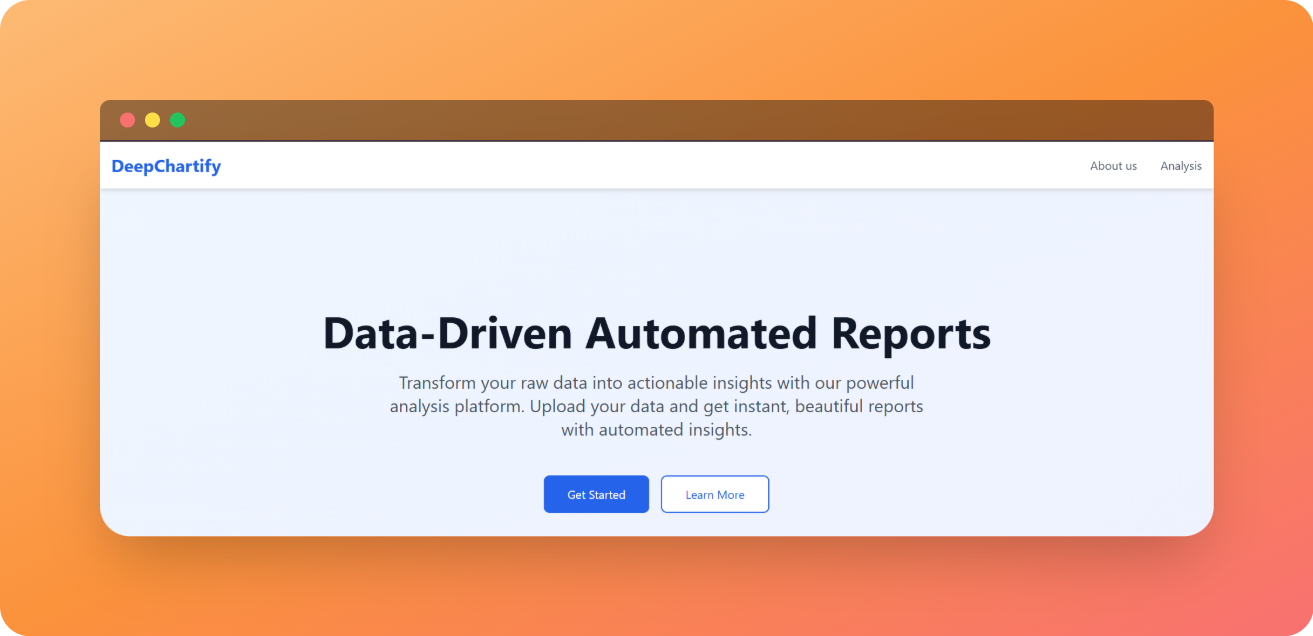 DeepChartify
About us
Analysis
Data-Driven Automated Reports
Transform your raw data into actionable insights with our powerful
analysis platform. Upload your data and get instant, beautiful reports
with automated insights.
Get Started
Learn More